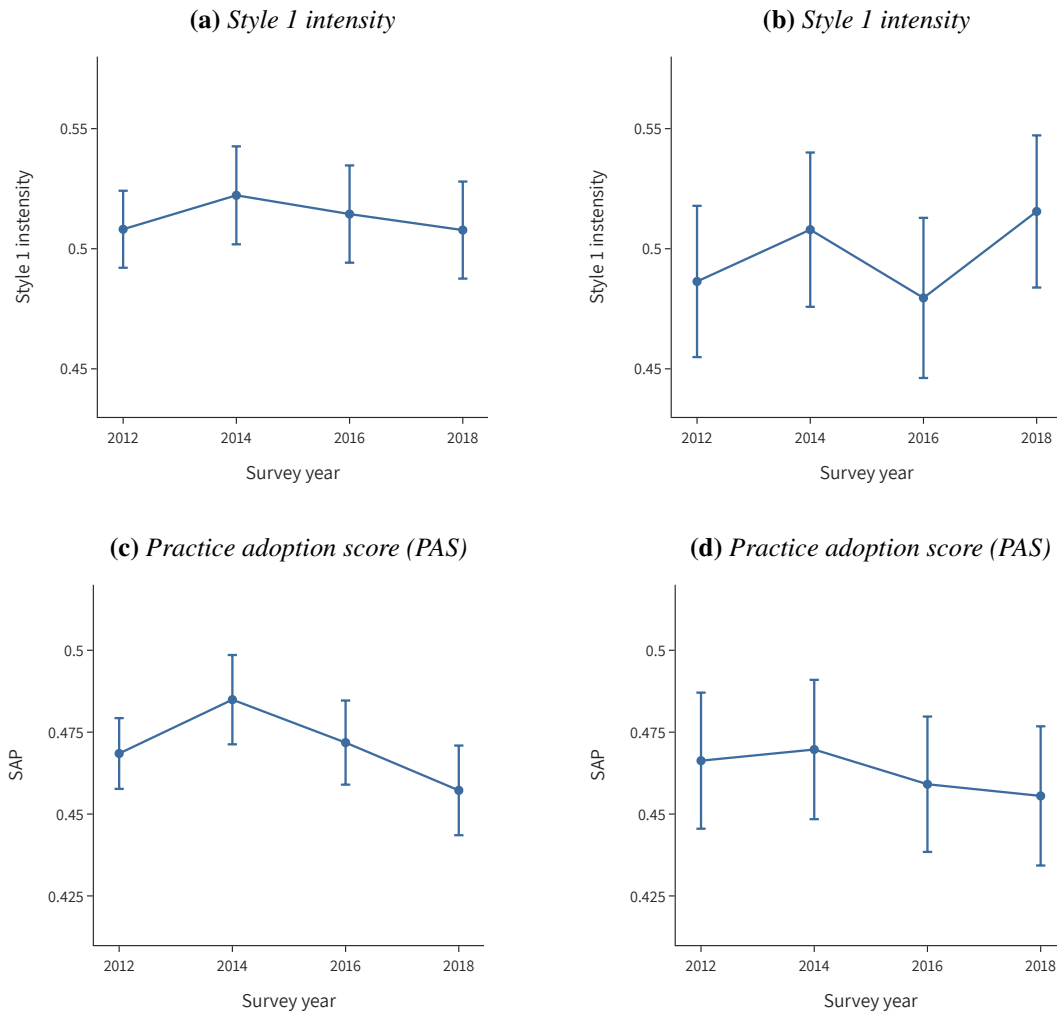 (a) Style 1 intensity
0.55
0.5
0.45
Style 1 instensity
2012 2014 2016 2018
Survey year
(b) Style 1 intensity
0.55
0.5
0.45
Style 1 instensity
2012 2014 2016 2018
Survey year
(c) Practice adoption score (PAS)
0.5
0.475
0.45
0.425
SAP
2012 2014 2016 2018
Survey year
(d) Practice adoption score (PAS)
0.5
0.475
0.45
0.425
SAP
2012 2014 2016 2018
Survey year